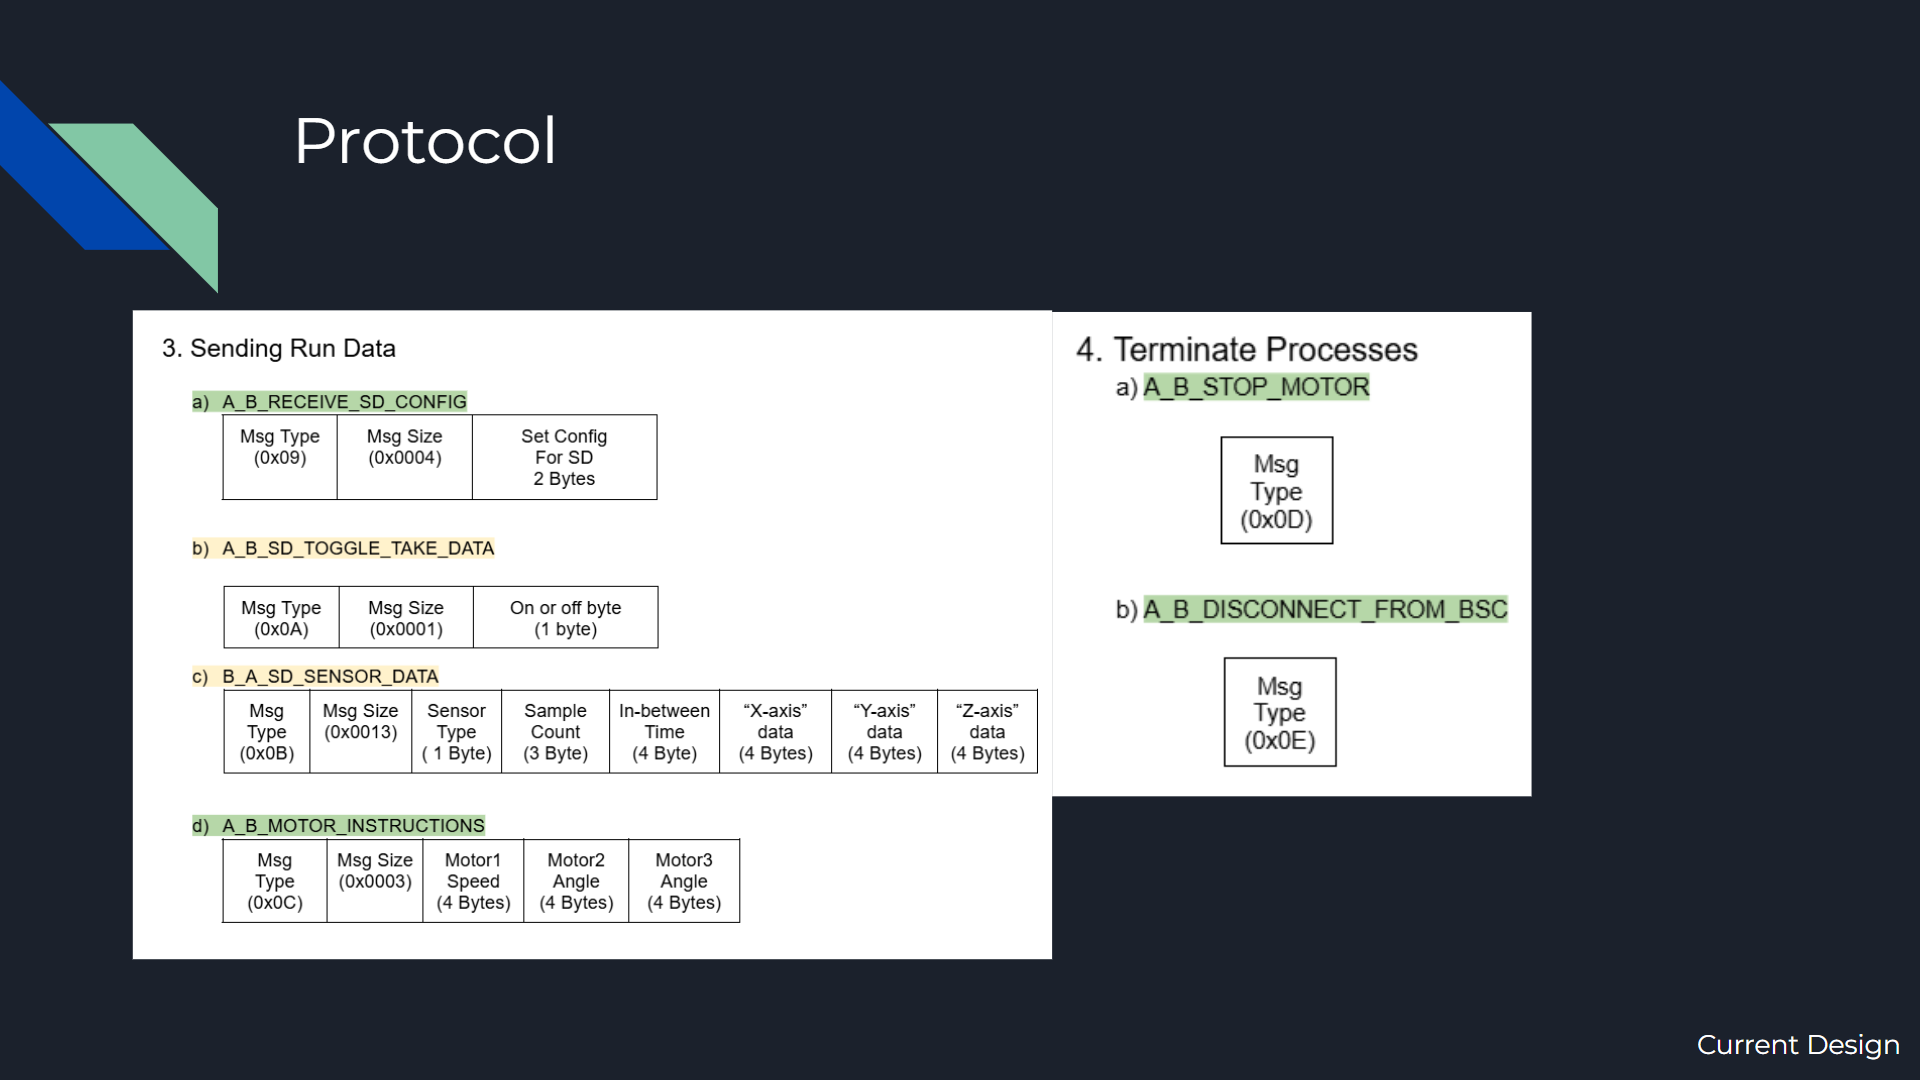 Protocol
3. Sending Run Data
a) A_B_RECEIVE_SD_CONFIG
Msg Type
(0x09)
Msg Size
(0x0004)
Set Config
For SD
2 Bytes
b) A_B_SD_TOGGLE_TAKE_DATA
Msg Type
(0x0A)
Msg Size
(0x0001)
On or off byte
(1 byte)
c) B_A_SD_SENSOR_DATA
Msg
Type
(0x0B)
Msg Size
(0x0013)
Sensor
Type
( 1 Byte)
Sample
Count
(3 Byte)
In-between
Time
(4 Byte)
“X-axis”
data
(4 Bytes)
“Y-axis”
data
(4 Bytes)
“Z-axis”
data
(4 Bytes)
d) A_B_MOTOR_INSTRUCTIONS
Msg
Type
(0x0C)
Msg Size
(0x0003)
Motor1
Speed
(4 Bytes)
Motor2
Angle
(4 Bytes)
Motor3
Angle
(4 Bytes)
4. Terminate Processes
a) A_B_STOP_MOTOR
Msg
Type
(0x0D)
b) A_B_DISCONNECT_FROM_BSC
Msg
Type
(0x0E)
Current Design